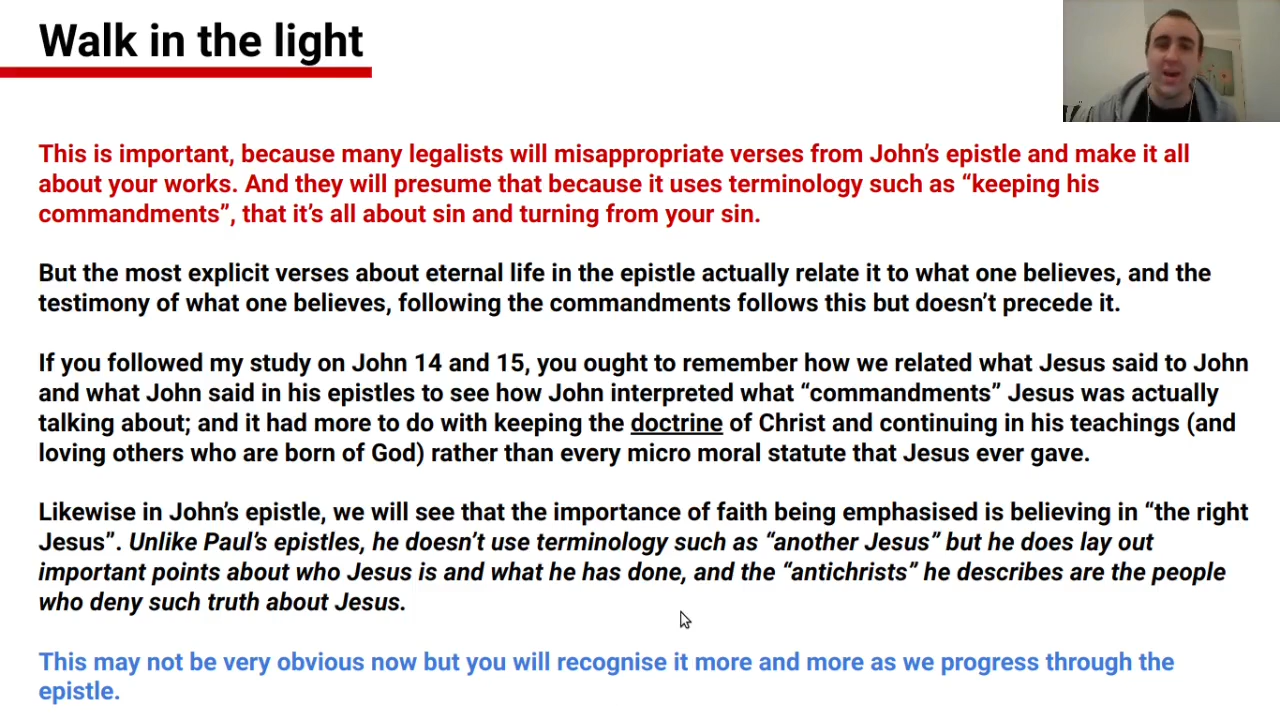 Walk in the light
This is important, because many legalists will misappropriate verses from John’s epistle and make it all
about your works. And they will presume that because it uses terminology such as “keeping his
commandments”, that it’s all about sin and turning from your sin.
But the most explicit verses about eternal life in the epistle actually relate it to what one believes, and the
testimony of what one believes, following the commandments follows this but doesn’t precede it.
If you followed my study on John 14 and 15, you ought to remember how we related what Jesus said to John
and what John said in his epistles to see how John interpreted what “commandments” Jesus was actually
talking about; and it had more to do with keeping the doctrine of Christ and continuing in his teachings (and
loving others who are born of God) rather than every micro moral statute that Jesus ever gave.
Likewise in John’s epistle, we will see that the importance of faith being emphasised is believing in “the right
Jesus”. Unlike Paul’s epistles, he doesn’t use terminology such as “another Jesus” but he does lay out
important points about who Jesus is and what he has done, and the “antichrists” he describes are the people
who deny such truth about Jesus.
This may not be very obvious now but you will recognise it more and more as we progress through the
epistle.